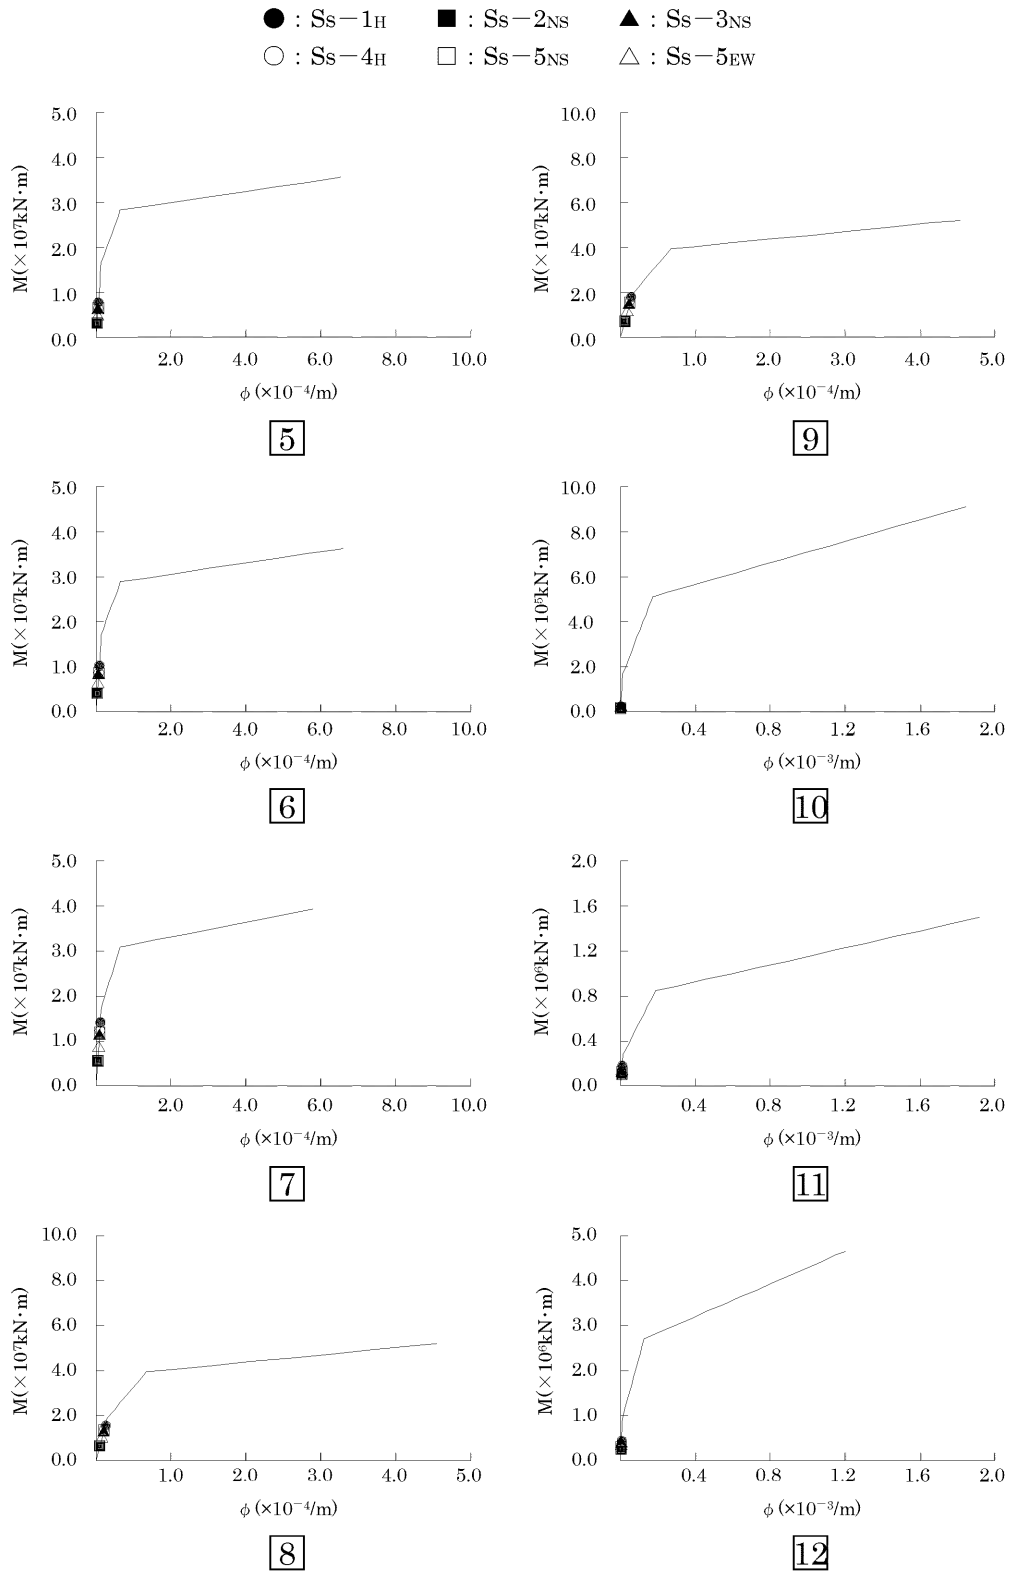 ● : Ss－1H ■ : Ss－2NS ▲ : Ss－3NS
○ : Ss－4H □ : Ss－5NS △ : Ss－5EW
M(×10⁷kN･m)
5.0
4.0
3.0
2.0
1.0
0.0
2.0 4.0 6.0 8.0 10.0
ϕ (×10⁻⁴/m)
5
M(×10⁷kN･m)
10.0
8.0
6.0
4.0
2.0
0.0
1.0 2.0 3.0 4.0 5.0
ϕ (×10⁻⁴/m)
9
M(×10⁷kN･m)
5.0
4.0
3.0
2.0
1.0
0.0
2.0 4.0 6.0 8.0 10.0
ϕ (×10⁻⁴/m)
6
M(×10⁵kN･m)
10.0
8.0
6.0
4.0
2.0
0.0
0.4 0.8 1.2 1.6 2.0
ϕ (×10⁻³/m)
10
M(×10⁷kN･m)
5.0
4.0
3.0
2.0
1.0
0.0
2.0 4.0 6.0 8.0 10.0
ϕ (×10⁻⁴/m)
7
M(×10⁶kN･m)
2.0
1.6
1.2
0.8
0.4
0.0
0.4 0.8 1.2 1.6 2.0
ϕ (×10⁻³/m)
11
M(×10⁷kN･m)
10.0
8.0
6.0
4.0
2.0
0.0
1.0 2.0 3.0 4.0 5.0
ϕ (×10⁻⁴/m)
8
M(×10⁶kN･m)
5.0
4.0
3.0
2.0
1.0
0.0
0.4 0.8 1.2 1.6 2.0
ϕ (×10⁻³/m)
12